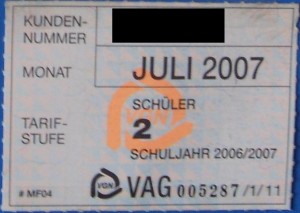 KUNDEN-
NUMMER
MONAT JULI 2007
SCHÜLER
TARIF-
STUFE 2
SCHULJAHR 2006/2007
# MF04 VGN VAG 005287/1/11